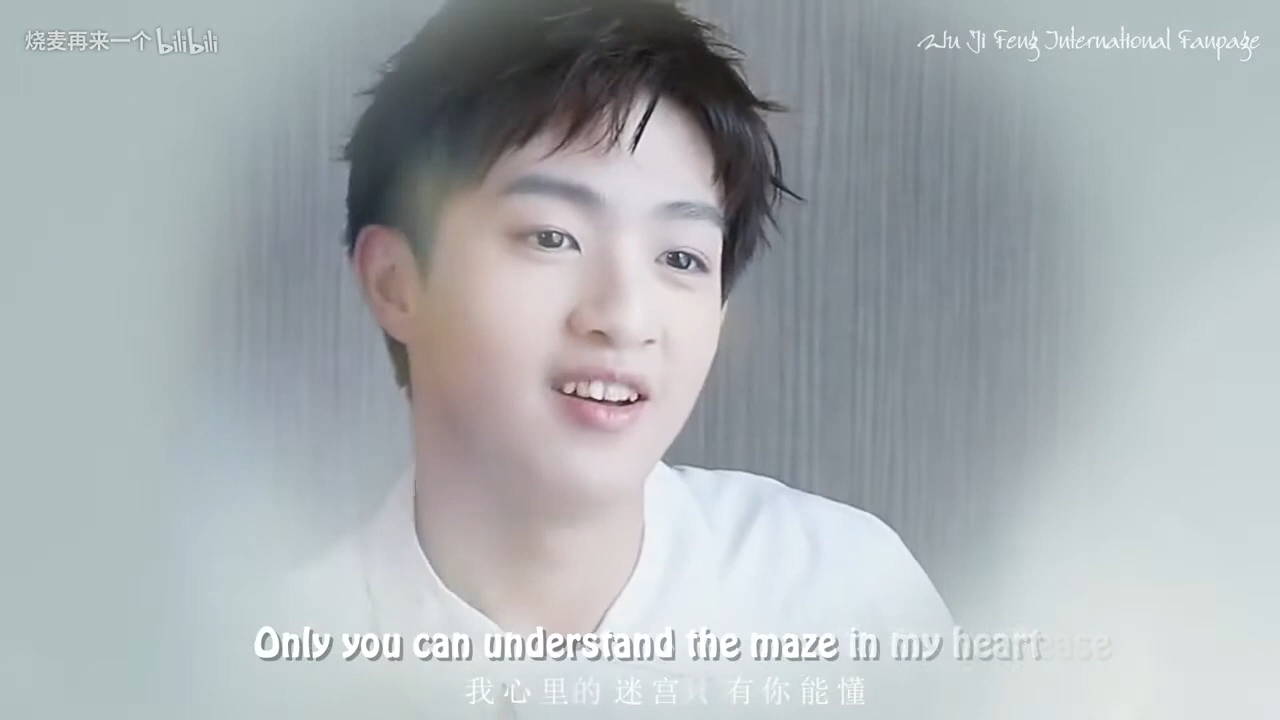 烧麦再来一个 bilibili
Wu Ji Feng International Fanpage
Only you can understand the maze in my heart
我心里的迷宫 有你能懂